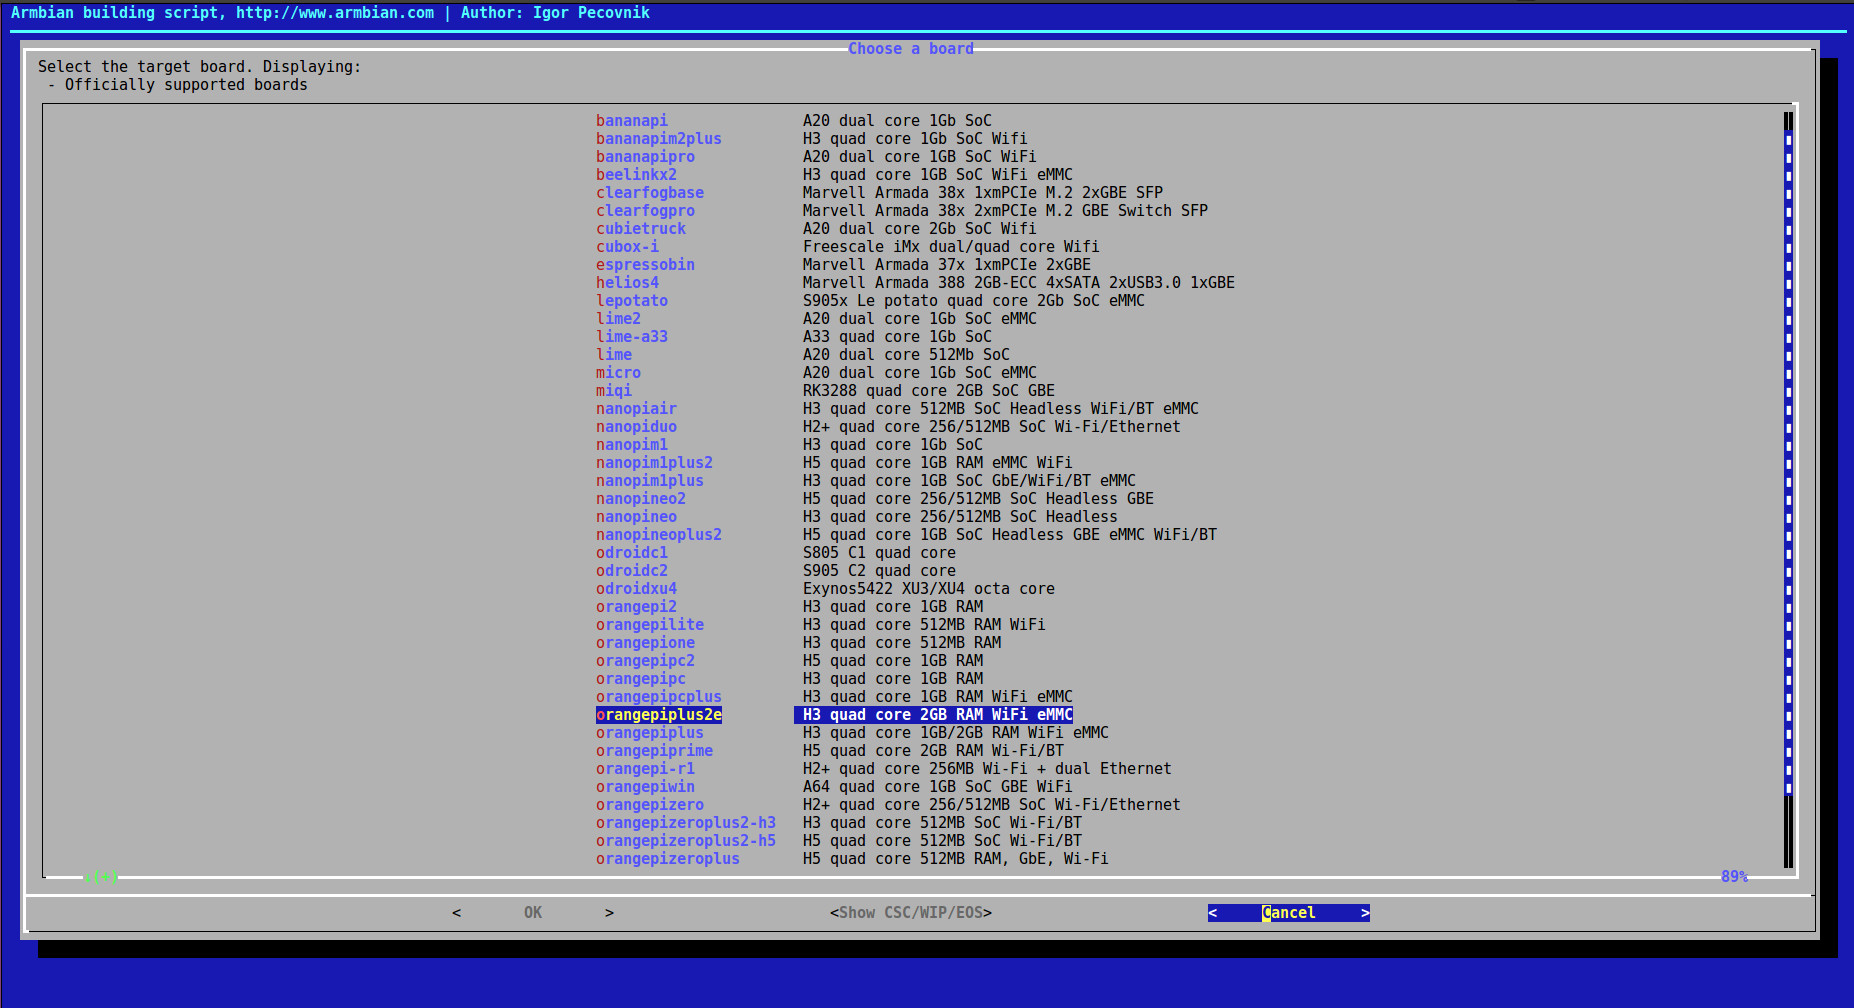 Armbian building script, http://www.armbian.com | Author: Igor Pecovnik
Choose a board
Select the target board. Displaying:
- Officially supported boards
bananapi A20 dual core 1Gb SoC
bananapim2plus H3 quad core 1Gb SoC Wifi
bananapipro A20 dual core 1GB SoC WiFi
beelinkx2 H3 quad core 1GB SoC WiFi eMMC
clearfogbase Marvell Armada 38x 1xmPCIe M.2 2xGBE SFP
clearfogpro Marvell Armada 38x 2xmPCIe M.2 GBE Switch SFP
cubietruck A20 dual core 2Gb SoC Wifi
cubox-i Freescale iMx dual/quad core Wifi
espressobin Marvell Armada 37x 1xmPCIe 2xGBE
helios4 Marvell Armada 388 2GB-ECC 4xSATA 2xUSB3.0 1xGBE
lepotato S905x Le potato quad core 2Gb SoC eMMC
lime2 A20 dual core 1Gb SoC eMMC
lime-a33 A33 quad core 1Gb SoC
lime A20 dual core 512Mb SoC
micro A20 dual core 1Gb SoC eMMC
miqi RK3288 quad core 2GB SoC GBE
nanopiair H3 quad core 512MB SoC Headless WiFi/BT eMMC
nanopiduo H2+ quad core 256/512MB SoC Wi-Fi/Ethernet
nanopim1 H3 quad core 1Gb SoC
nanopim1plus2 H5 quad core 1GB RAM eMMC WiFi
nanopim1plus H3 quad core 1GB SoC GbE/WiFi/BT eMMC
nanopineo2 H5 quad core 256/512MB SoC Headless GBE
nanopineo H3 quad core 256/512MB SoC Headless
nanopineoplus2 H5 quad core 1GB SoC Headless GBE eMMC WiFi/BT
odroidc1 S805 C1 quad core
odroidc2 S905 C2 quad core
odroidxu4 Exynos5422 XU3/XU4 octa core
orangepi2 H3 quad core 1GB RAM
orangepilite H3 quad core 512MB RAM WiFi
orangepione H3 quad core 512MB RAM
orangepipc2 H5 quad core 1GB RAM
orangepipc H3 quad core 1GB RAM
orangepipcplus H3 quad core 1GB RAM WiFi eMMC
orangepiplus2e H3 quad core 2GB RAM WiFi eMMC
orangepiplus H3 quad core 1GB/2GB RAM WiFi eMMC
orangepiprime H5 quad core 2GB RAM Wi-Fi/BT
orangepi-r1 H2+ quad core 256MB Wi-Fi + dual Ethernet
orangepiwin A64 quad core 1GB SoC GBE WiFi
orangepizero H2+ quad core 256/512MB SoC Wi-Fi/Ethernet
orangepizeroplus2-h3 H3 quad core 512MB SoC Wi-Fi/BT
orangepizeroplus2-h5 H5 quad core 512MB SoC Wi-Fi/BT
orangepizeroplus H5 quad core 512MB RAM, GbE, Wi-Fi
↓(+) 89%
< OK > <Show CSC/WIP/EOS> < Cancel >